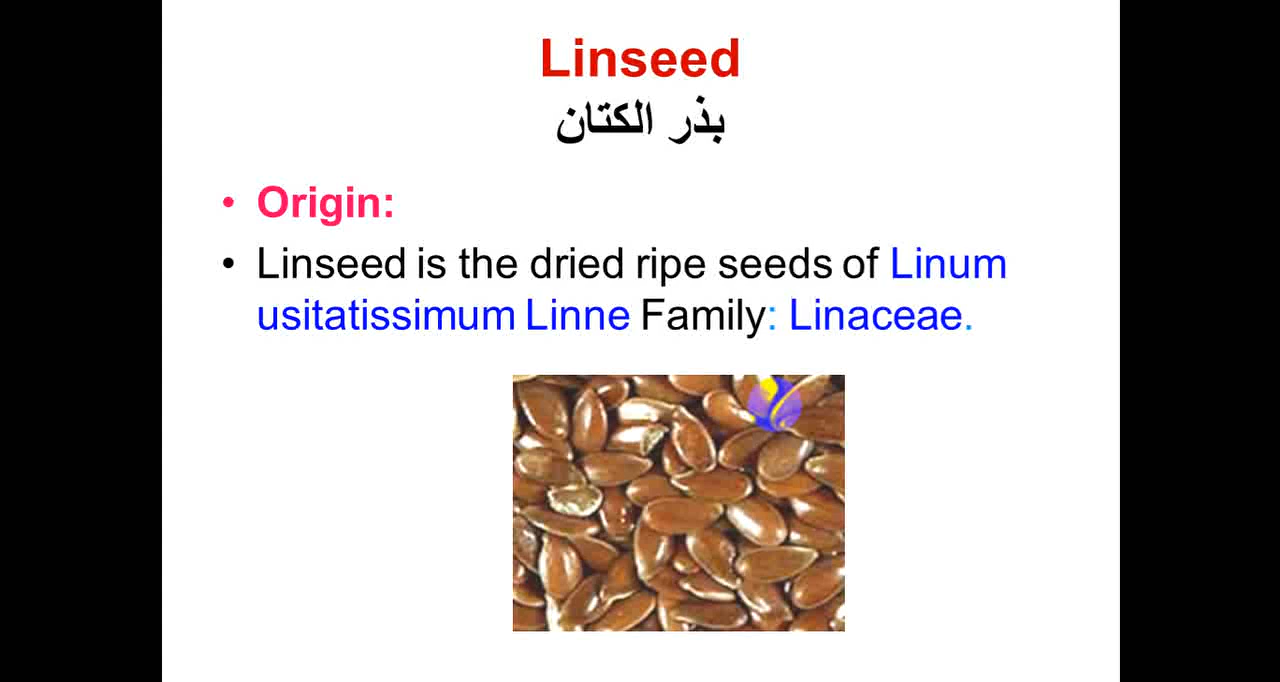 Linseed
بذر الكتان
• Origin:
• Linseed is the dried ripe seeds of Linum
usitatissimum Linne Family: Linaceae.